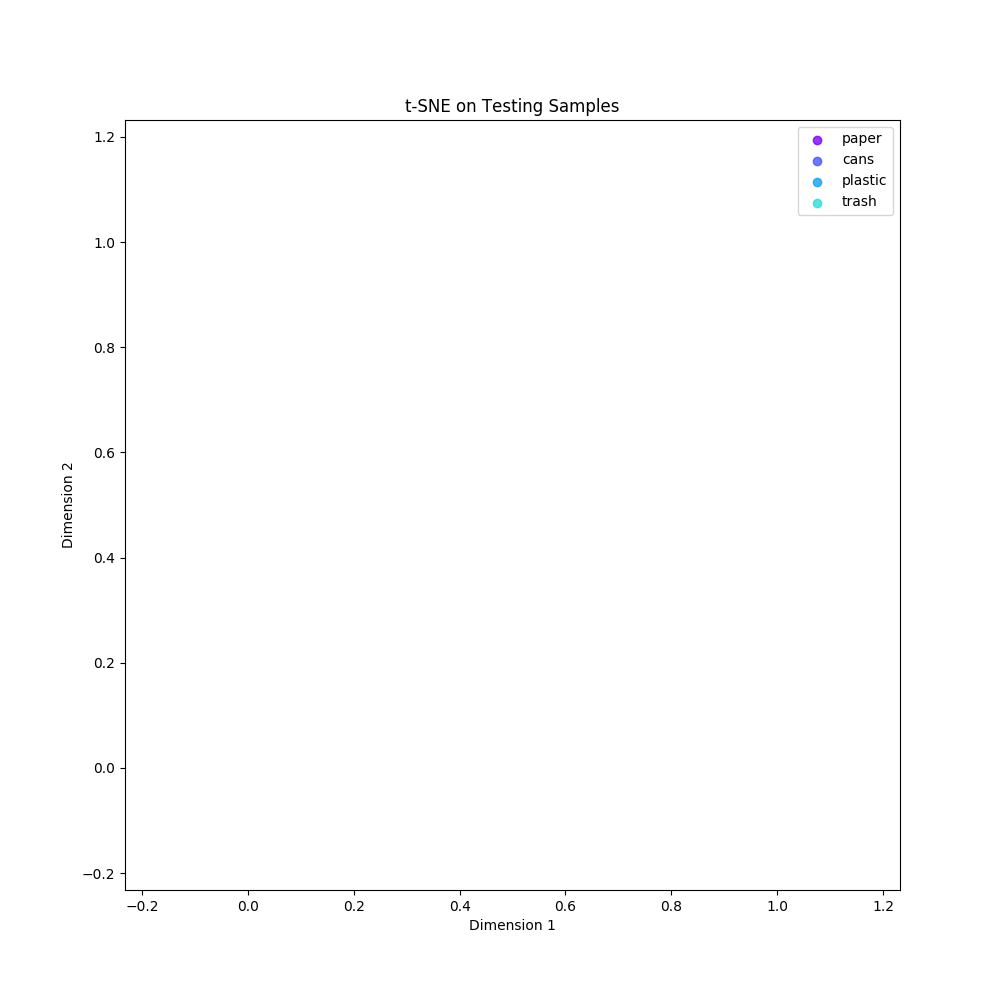 t-SNE on Testing Samples
paper
cans
plastic
trash
1.2
1.0
0.8
0.6
0.4
0.2
0.0
−0.2
Dimension 2
−0.2 0.0 0.2 0.4 0.6 0.8 1.0 1.2
Dimension 1